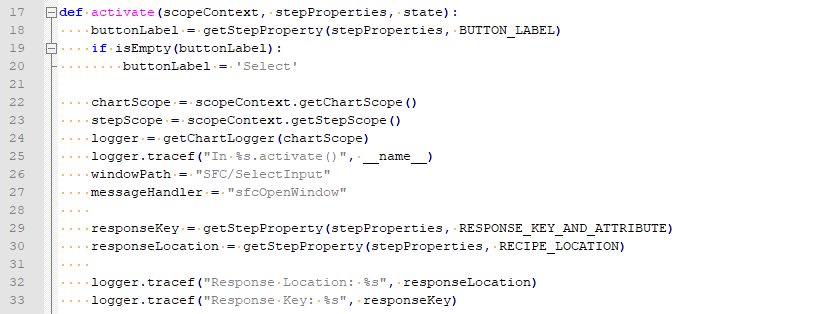 17 def activate(scopeContext, stepProperties, state):
18     buttonLabel = getStepProperty(stepProperties, BUTTON_LABEL)
19     if isEmpty(buttonLabel):
20         buttonLabel = 'Select'
21
22     chartScope = scopeContext.getChartScope()
23     stepScope = scopeContext.getStepScope()
24     logger = getChartLogger(chartScope)
25     logger.tracef("In %s.activate()", __name__)
26     windowPath = "SFC/SelectInput"
27     messageHandler = "sfcOpenWindow"
28
29     responseKey = getStepProperty(stepProperties, RESPONSE_KEY_AND_ATTRIBUTE)
30     responseLocation = getStepProperty(stepProperties, RECIPE_LOCATION)
31
32     logger.tracef("Response Location: %s", responseLocation)
33     logger.tracef("Response Key: %s", responseKey)